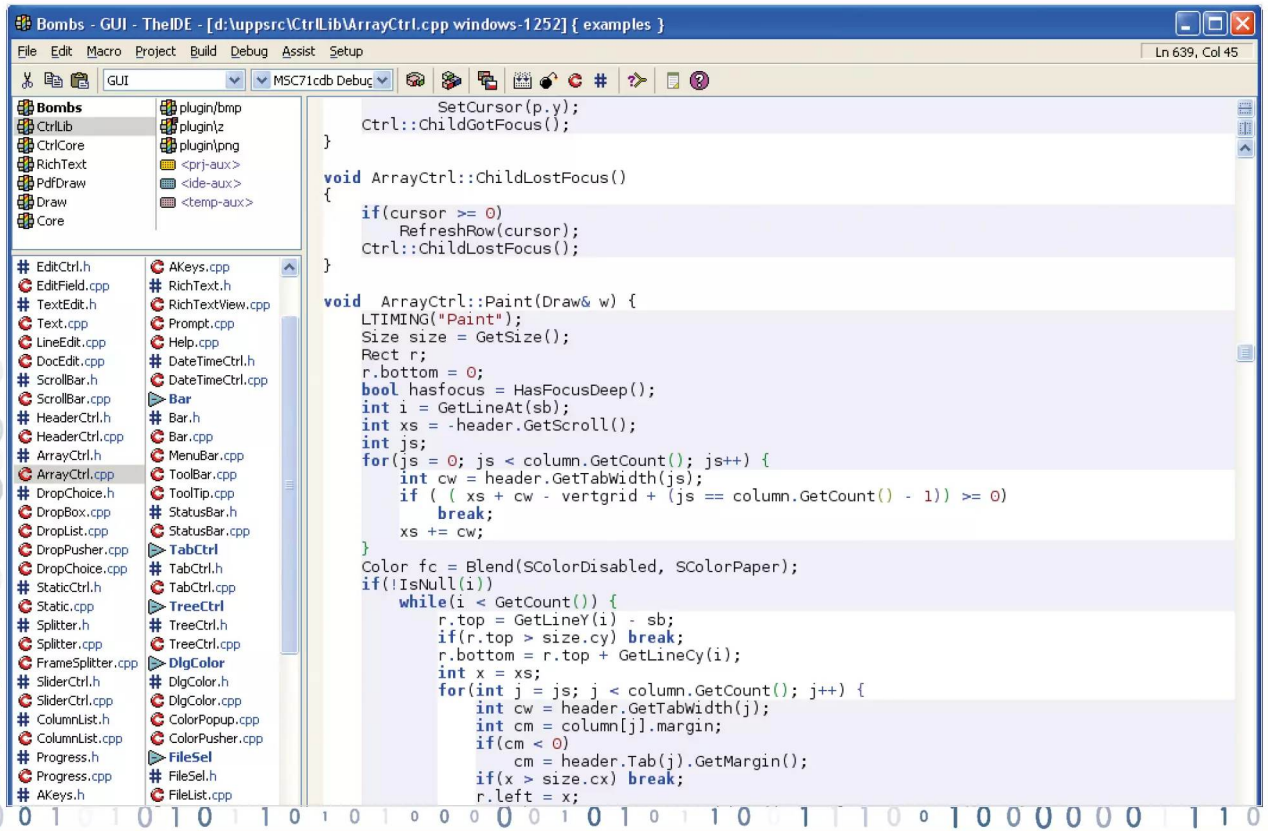 Bombs - GUI - TheIDE - [d:\uppsrc\CtrlLib\ArrayCtrl.cpp windows-1252] { examples }
File Edit Macro Project Build Debug Assist Setup
Ln 639, Col 45
GUI
MSC71cdb Debug
Bombs
CtrlLib
CtrlCore
RichText
PdfDraw
Draw
Core
plugin/bmp
plugin\z
plugin\png
<prj-aux>
<ide-aux>
<temp-aux>
# EditCtrl.h
EditField.cpp
# TextEdit.h
Text.cpp
LineEdit.cpp
DocEdit.cpp
# ScrollBar.h
ScrollBar.cpp
# HeaderCtrl.h
HeaderCtrl.cpp
# ArrayCtrl.h
ArrayCtrl.cpp
# DropChoice.h
DropBox.cpp
DropList.cpp
DropPusher.cpp
DropChoice.cpp
# StaticCtrl.h
Static.cpp
# Splitter.h
Splitter.cpp
FrameSplitter.cpp
# SliderCtrl.h
SliderCtrl.cpp
# ColumnList.h
ColumnList.cpp
# Progress.h
Progress.cpp
# AKeys.h
AKeys.cpp
# RichText.h
RichTextView.cpp
Prompt.cpp
Help.cpp
# DateTimeCtrl.h
DateTimeCtrl.cpp
Bar
# Bar.h
Bar.cpp
MenuBar.cpp
ToolBar.cpp
ToolTip.cpp
# StatusBar.h
StatusBar.cpp
TabCtrl
# TabCtrl.h
TabCtrl.cpp
TreeCtrl
# TreeCtrl.h
TreeCtrl.cpp
DlgColor
# DlgColor.h
DlgColor.cpp
ColorPopup.cpp
ColorPusher.cpp
FileSel
# FileSel.h
FileList.cpp
SetCursor(p.y);
Ctrl::ChildGotFocus();
}
void ArrayCtrl::ChildLostFocus()
{
if(cursor >= 0)
RefreshRow(cursor);
Ctrl::ChildLostFocus();
}
void ArrayCtrl::Paint(Draw& w) {
LTIMING("Paint");
Size size = GetSize();
Rect r;
r.bottom = 0;
bool hasfocus = HasFocusDeep();
int i = GetLineAt(sb);
int xs = -header.GetScroll();
int js;
for(js = 0; js < column.GetCount(); js++) {
int cw = header.GetTabWidth(js);
if ( ( xs + cw - vertgrid + (js == column.GetCount() - 1)) >= 0)
break;
xs += cw;
}
Color fc = Blend(SColorDisabled, SColorPaper);
if(!IsNull(i))
while(i < GetCount()) {
r.top = GetLineY(i) - sb;
if(r.top > size.cy) break;
r.bottom = r.top + GetLineCy(i);
int x = xs;
for(int j = js; j < column.GetCount(); j++) {
int cw = header.GetTabWidth(j);
int cm = column[j].margin;
if(cm < 0)
cm = header.Tab(j).GetMargin();
if(x > size.cx) break;
r.left = x;